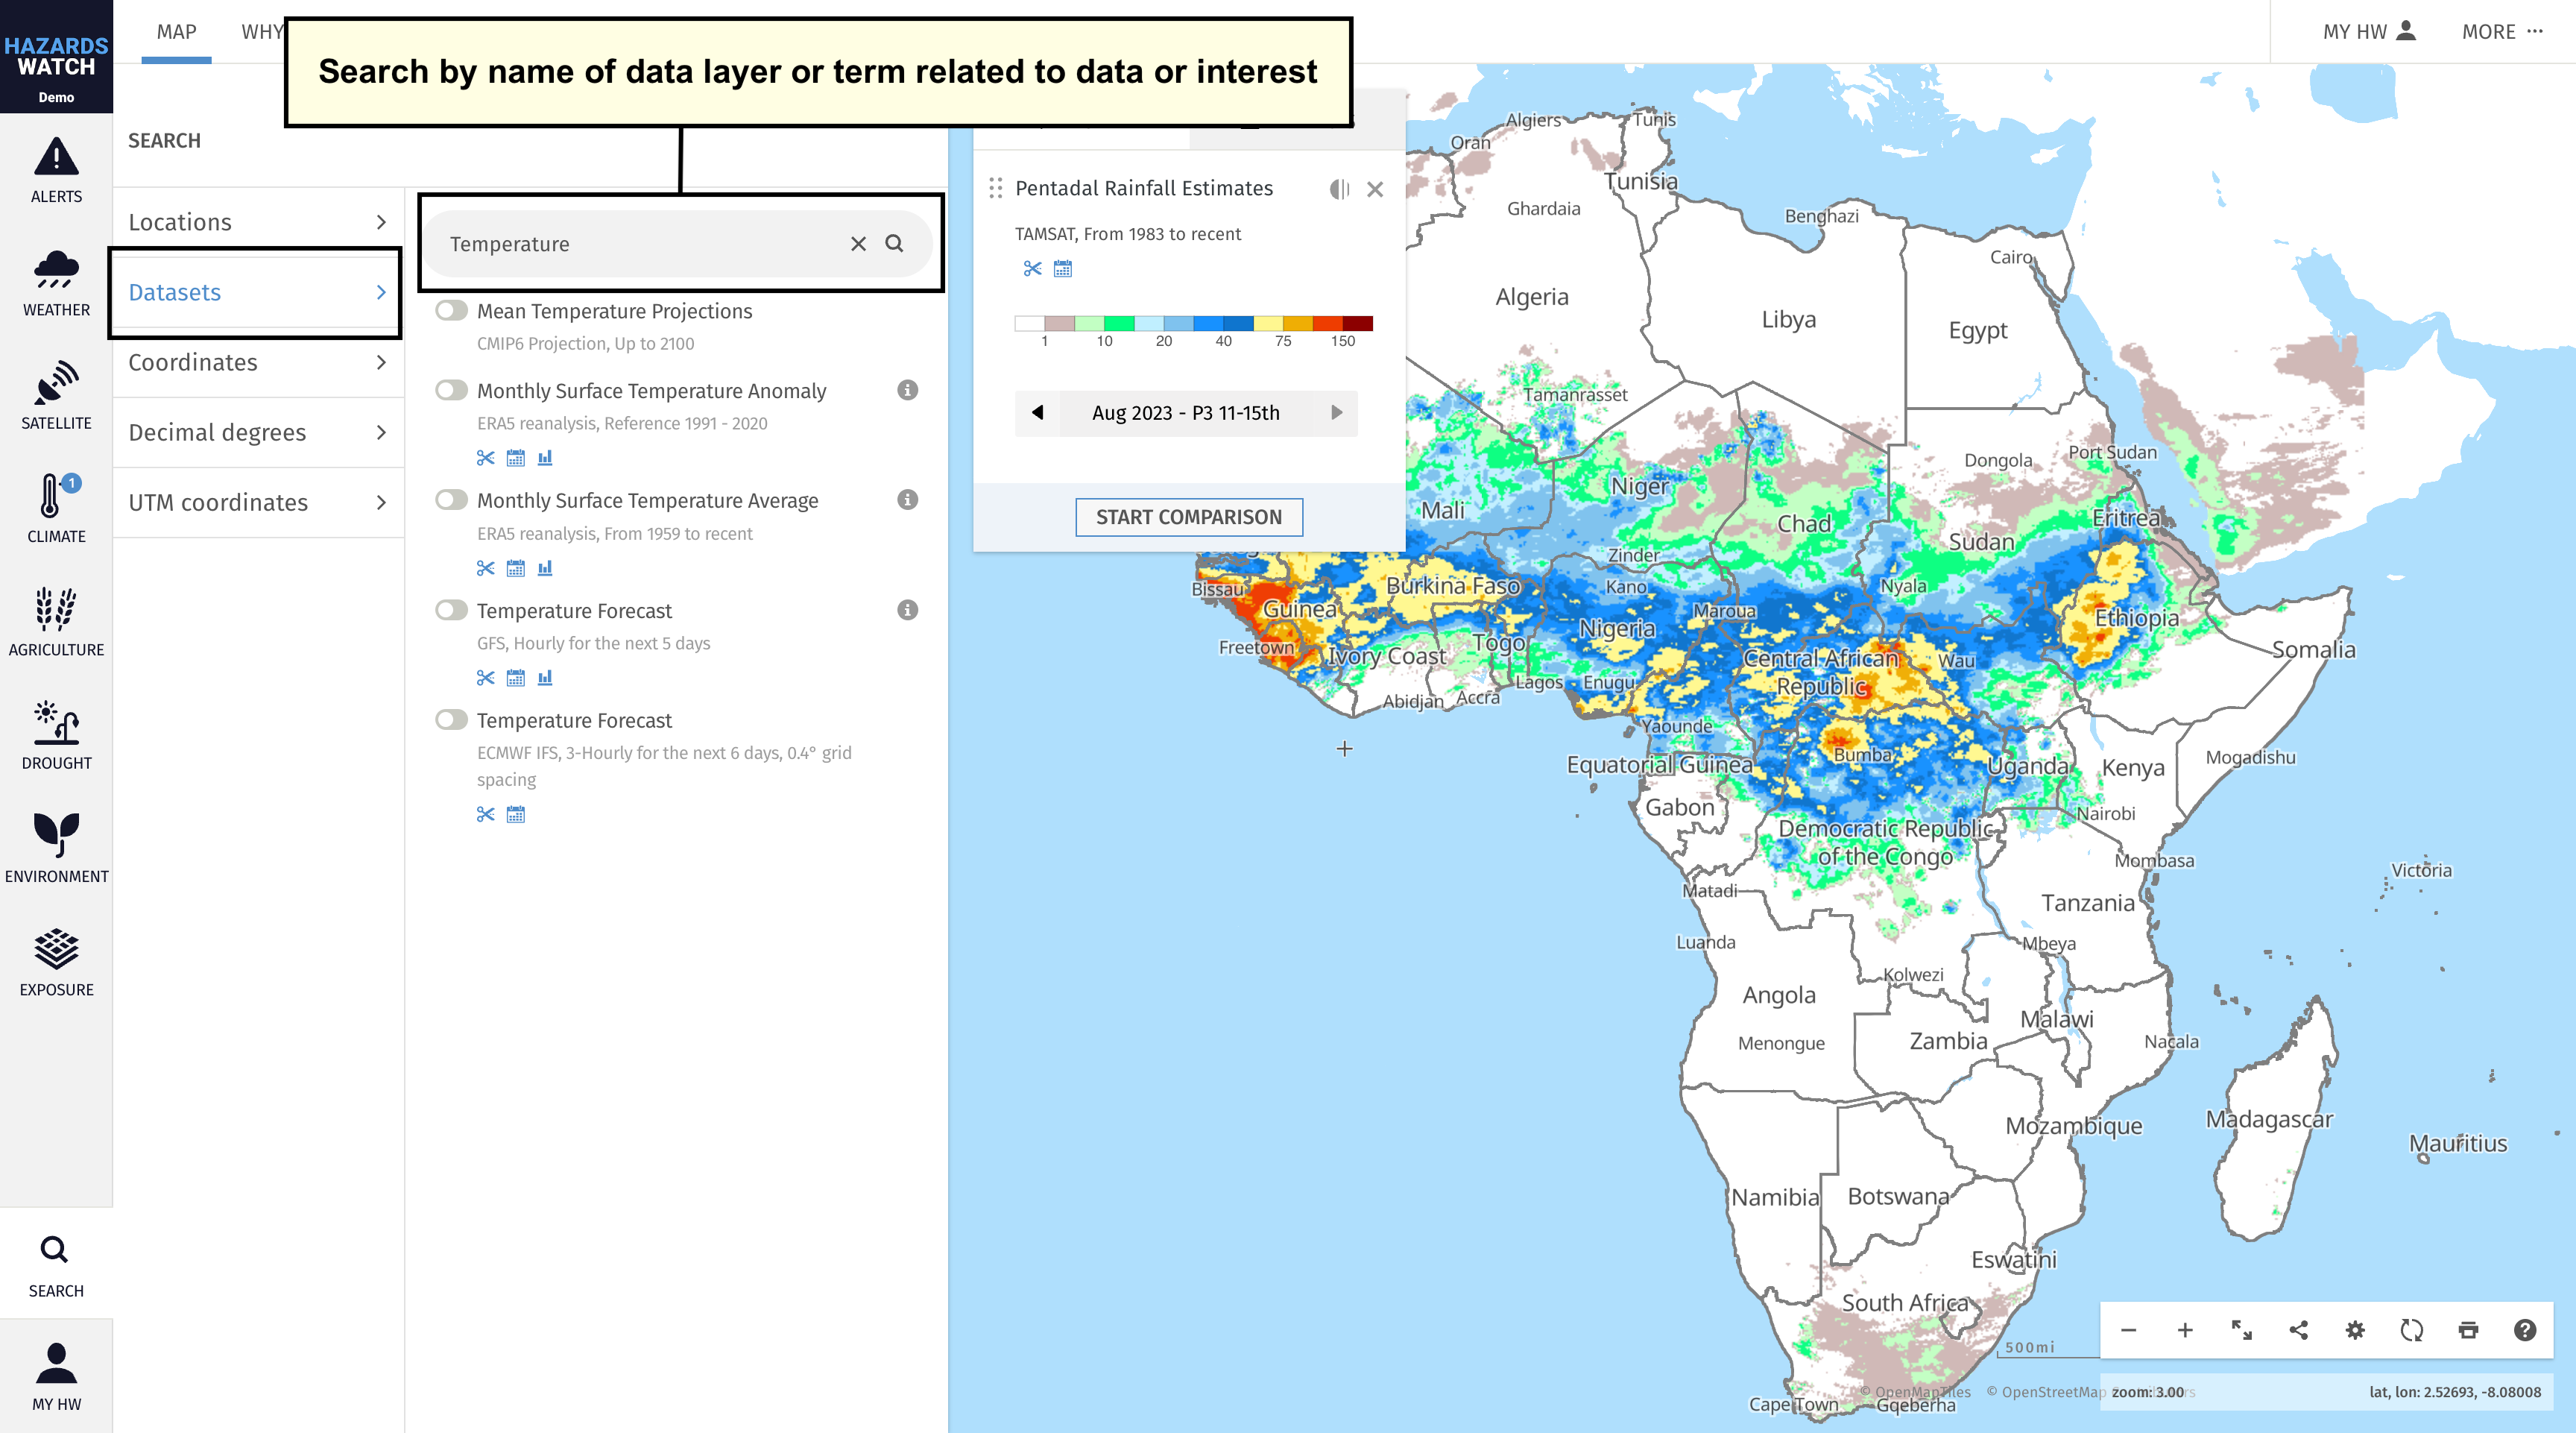 HAZARDS
WATCH
Demo
MAP
WHY
MY HW
MORE
Search by name of data layer or term related to data or interest
SEARCH
ALERTS
WEATHER
SATELLITE
1
CLIMATE
AGRICULTURE
DROUGHT
ENVIRONMENT
EXPOSURE
SEARCH
MY HW
Locations
Datasets
Coordinates
Decimal degrees
UTM coordinates
Temperature
Mean Temperature Projections
CMIP6 Projection, Up to 2100
Monthly Surface Temperature Anomaly
ERA5 reanalysis, Reference 1991 - 2020
Monthly Surface Temperature Average
ERA5 reanalysis, From 1959 to recent
Temperature Forecast
GFS, Hourly for the next 5 days
Temperature Forecast
ECMWF IFS, 3-Hourly for the next 6 days, 0.4° grid
spacing
Pentadal Rainfall Estimates
TAMSAT, From 1983 to recent
1 10 20 40 75 150
Aug 2023 - P3 11-15th
START COMPARISON
Algiers
Tunis
Oran
Tunisia
Ghardaia
Benghazi
Cairo
Algeria
Libya
Egypt
Tamanrasset
Port Sudan
Dongola
Niger
Mali
Chad
Eritrea
Sudan
Zinder
Bissau
Burkina Faso
Kano
Nyala
Guinea
Maroua
Ethiopia
Nigeria
Freetown
Togo
Ivory Coast
Somalia
Central African
Republic
Wau
Lagos
Enugu
Abidjan
Accra
Yaounde
Bumba
Mogadishu
Equatorial Guinea
Uganda
Kenya
Gabon
Nairobi
Democratic Republic
of the Congo
Mombasa
Victoria
Matadi
Tanzania
Luanda
Mbeya
Kolwezi
Angola
Malawi
Menongue
Zambia
Nacala
Mozambique
Madagascar
Mauritius
Namibia
Botswana
Eswatini
South Africa
500mi
Cape Town
Gqeberha
© OpenMapTiles
© OpenStreetMap
zoom: 3.00
lat, lon: 2.52693, -8.08008